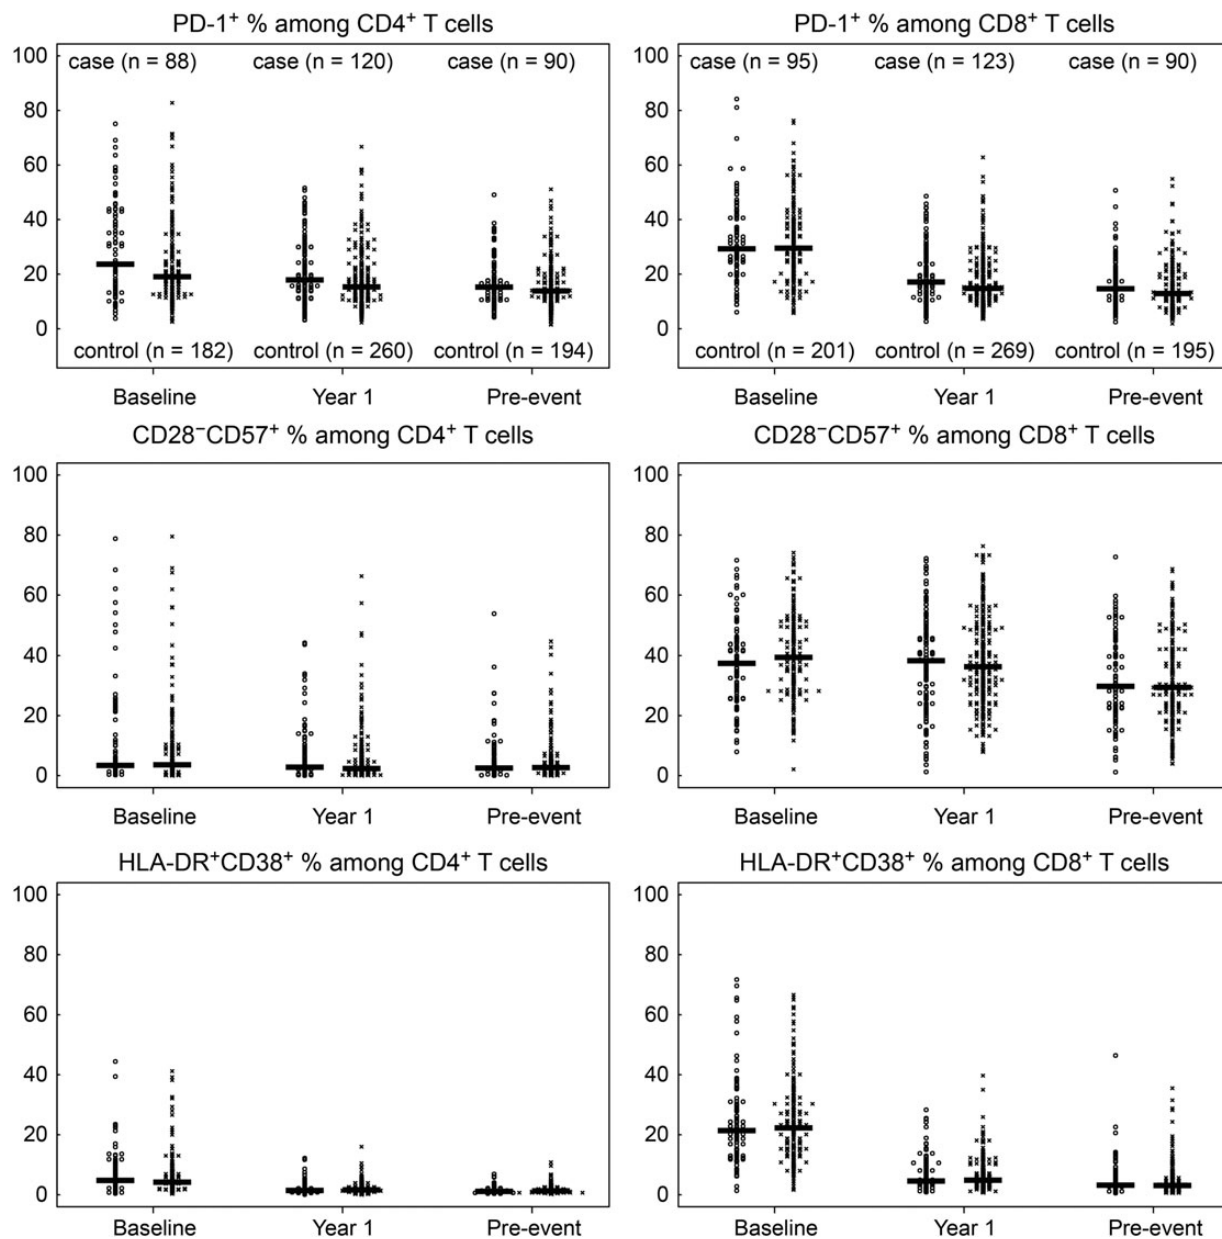 PD-1⁺ % among CD4⁺ T cells
100
80
60
40
20
0
case (n = 88)
case (n = 120)
case (n = 90)
control (n = 182)
control (n = 260)
control (n = 194)
Baseline
Year 1
Pre-event
PD-1⁺ % among CD8⁺ T cells
100
80
60
40
20
0
case (n = 95)
case (n = 123)
case (n = 90)
control (n = 201)
control (n = 269)
control (n = 195)
Baseline
Year 1
Pre-event
CD28⁻CD57⁺ % among CD4⁺ T cells
100
80
60
40
20
0
Baseline
Year 1
Pre-event
CD28⁻CD57⁺ % among CD8⁺ T cells
100
80
60
40
20
0
Baseline
Year 1
Pre-event
HLA-DR⁺CD38⁺ % among CD4⁺ T cells
100
80
60
40
20
0
Baseline
Year 1
Pre-event
HLA-DR⁺CD38⁺ % among CD8⁺ T cells
100
80
60
40
20
0
Baseline
Year 1
Pre-event